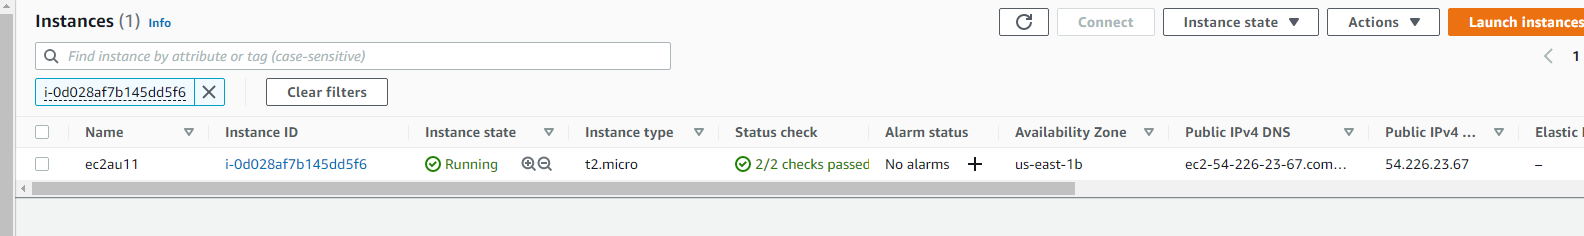 Instances (1) Info
Connect
Instance state
Actions
Launch instances
Find instance by attribute or tag (case-sensitive)
1
i-0d028af7b145dd5f6
Clear filters
Name Instance ID Instance state Instance type Status check Alarm status Availability Zone Public IPv4 DNS Public IPv4 ... Elastic
ec2au11 i-0d028af7b145dd5f6 Running t2.micro 2/2 checks passed No alarms + us-east-1b ec2-54-226-23-67.com... 54.226.23.67 –